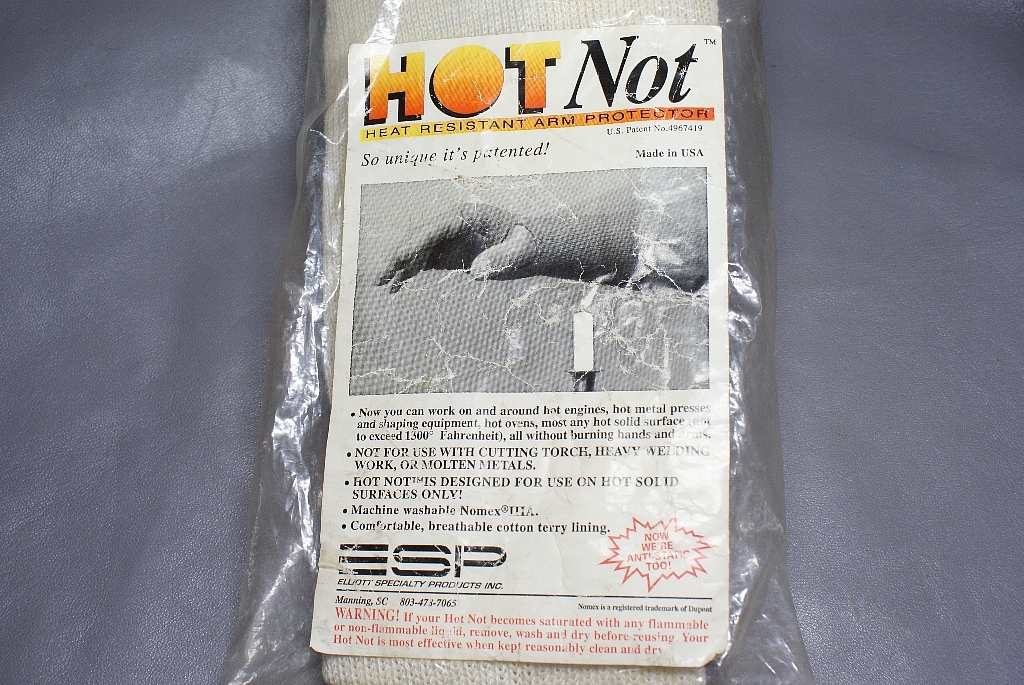 HOT Not™
HEAT RESISTANT ARM PROTECTOR
U.S. Patent No.4967419
So unique it's patented!
Made in USA
• Now you can work on and around hot engines, hot metal presses
and shaping equipment, hot ovens, most any hot solid surface (not
to exceed 1300° Fahrenheit), all without burning hands and arms.
• NOT FOR USE WITH CUTTING TORCH, HEAVY WELDING
WORK, OR MOLTEN METALS.
• HOT NOT™IS DESIGNED FOR USE ON HOT SOLID
SURFACES ONLY!
• Machine washable Nomex®IIIA.
• Comfortable, breathable cotton terry lining.
NOW
WE'RE
ANTI-STATIC
TOO!
ESP
ELLIOTT SPECIALTY PRODUCTS INC.
Manning, SC 803-473-7065
Nomex is a registered trademark of Dupont
WARNING! If your Hot Not becomes saturated with any flammable
or non-flammable liquid, remove, wash and dry before reusing. Your
Hot Not is most effective when kept reasonably clean and dry